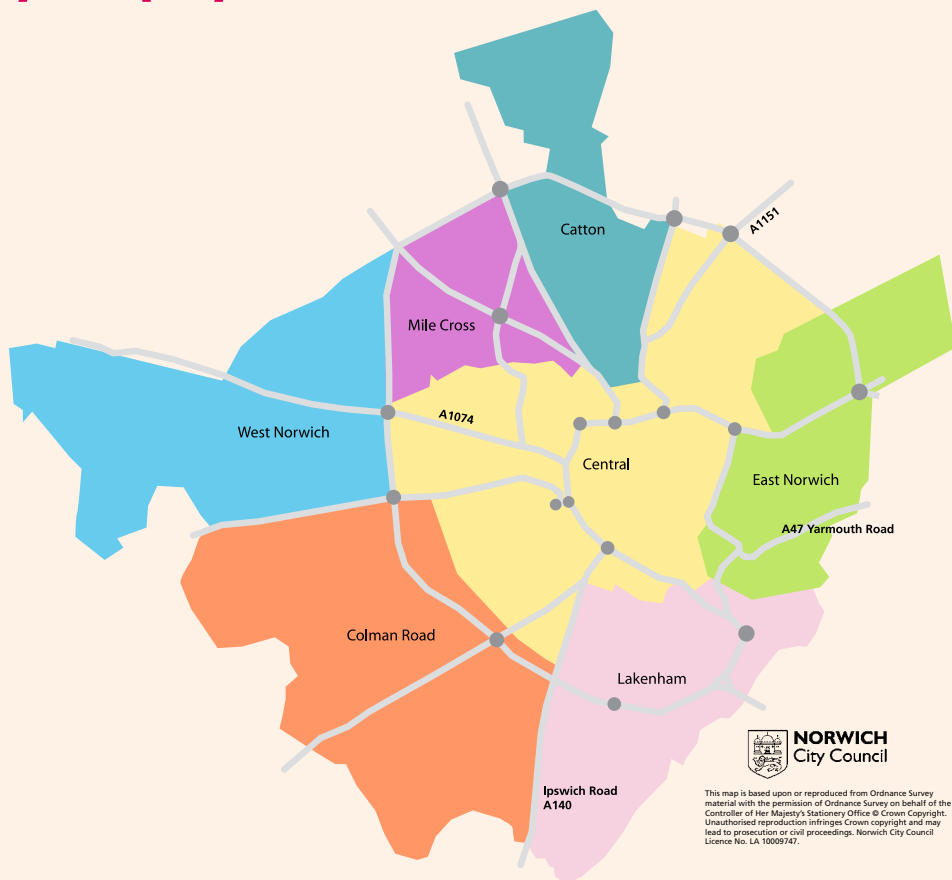 A1151
Catton
Mile Cross
A1074
West Norwich
Central
East Norwich
A47 Yarmouth Road
Colman Road
Lakenham
NORWICH
City Council
Ipswich Road
A140
This map is based upon or reproduced from Ordnance Survey
material with the permission of Ordnance Survey on behalf of the
Controller of Her Majesty's Stationery Office © Crown Copyright.
Unauthorised reproduction infringes Crown copyright and may
lead to prosecution or civil proceedings. Norwich City Council
Licence No. LA 10009747.